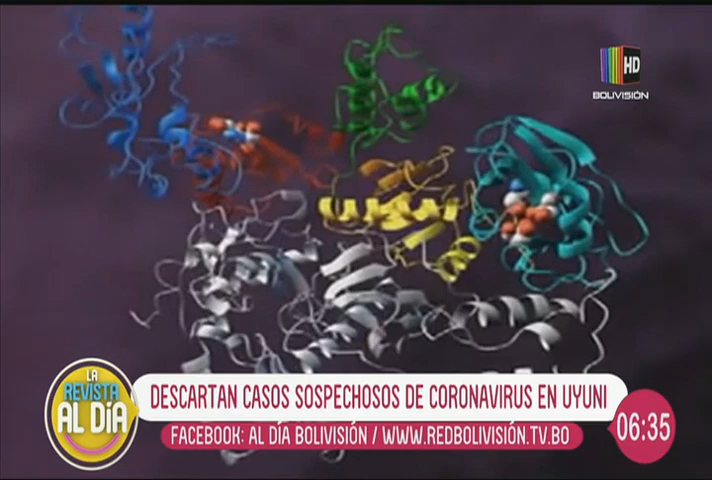 HD
BOLIVISIÓN
LA
REVISTA
AL DÍA
DESCARTAN CASOS SOSPECHOSOS DE CORONAVIRUS EN UYUNI
FACEBOOK: AL DÍA BOLIVISIÓN / WWW.REDBOLIVISIÓN.TV.BO
06:35